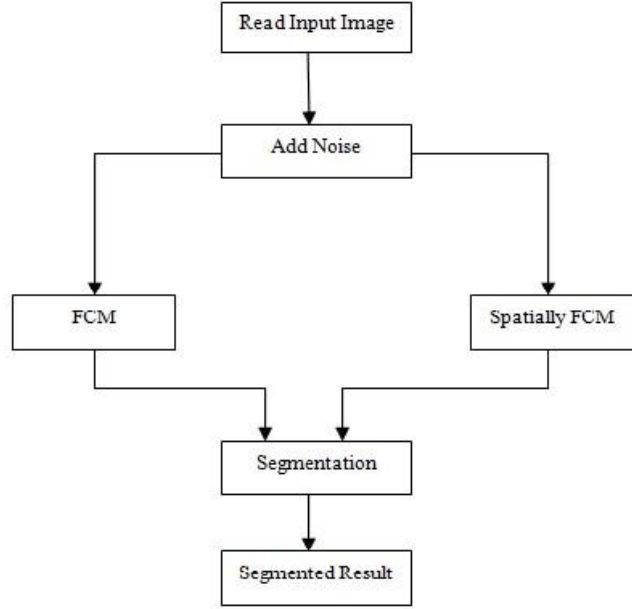 Read Input Image
Add Noise
FCM
Spatially FCM
Segmentation
Segmented Result